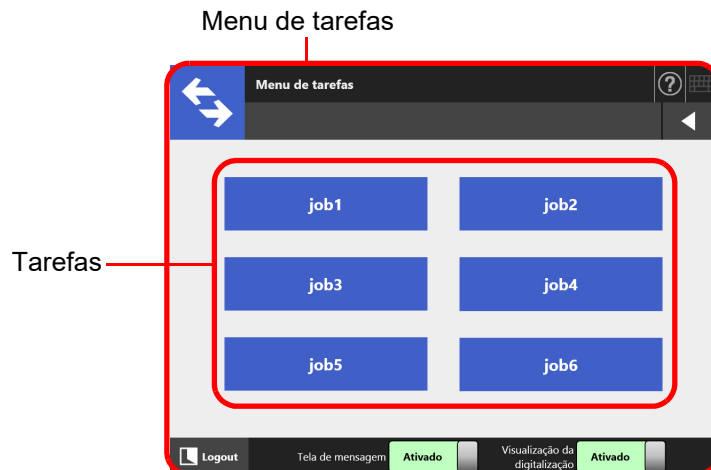 Menu de tarefas
Menu de tarefas
?
job1 job2
Tarefas
job3 job4
job5 job6
Logout Tela de mensagem Ativado Visualização da
digitalização Ativado